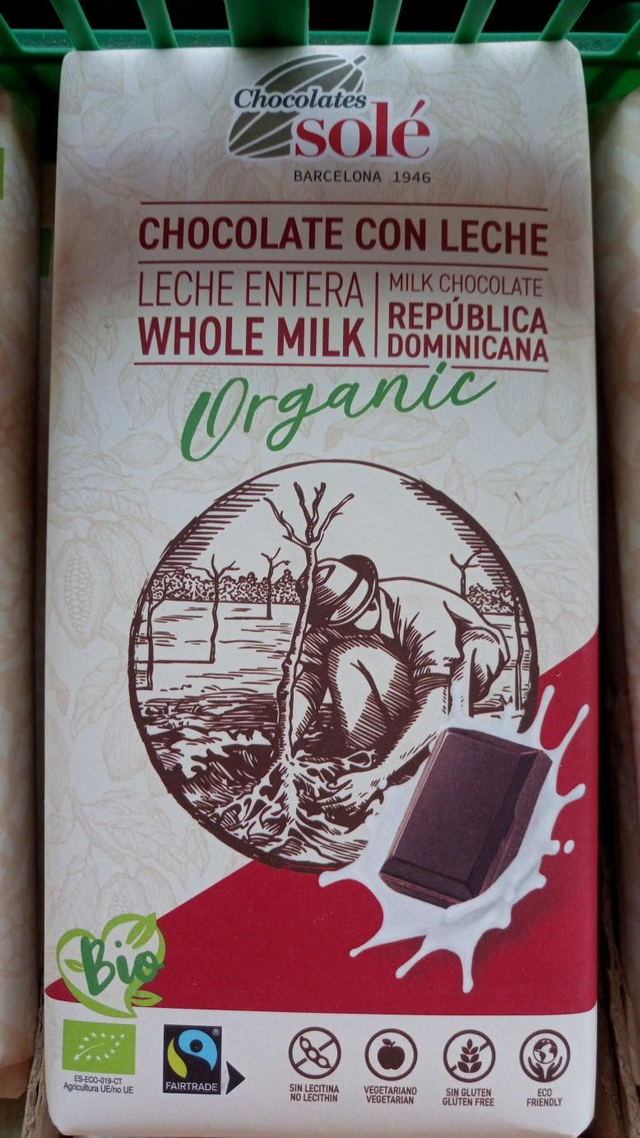 Chocolates
solé
BARCELONA 1946
CHOCOLATE CON LECHE
LECHE ENTERA
WHOLE MILK
MILK CHOCOLATE
REPÚBLICA
DOMINICANA
Organic
Bio
ES-ECO-019-CT
Agricultura UE/no UE
FAIRTRADE
®
SIN LECITINA
NO LECITHIN
VEGETARIANO
VEGETARIAN
SIN GLUTEN
GLUTEN FREE
ECO
FRIENDLY